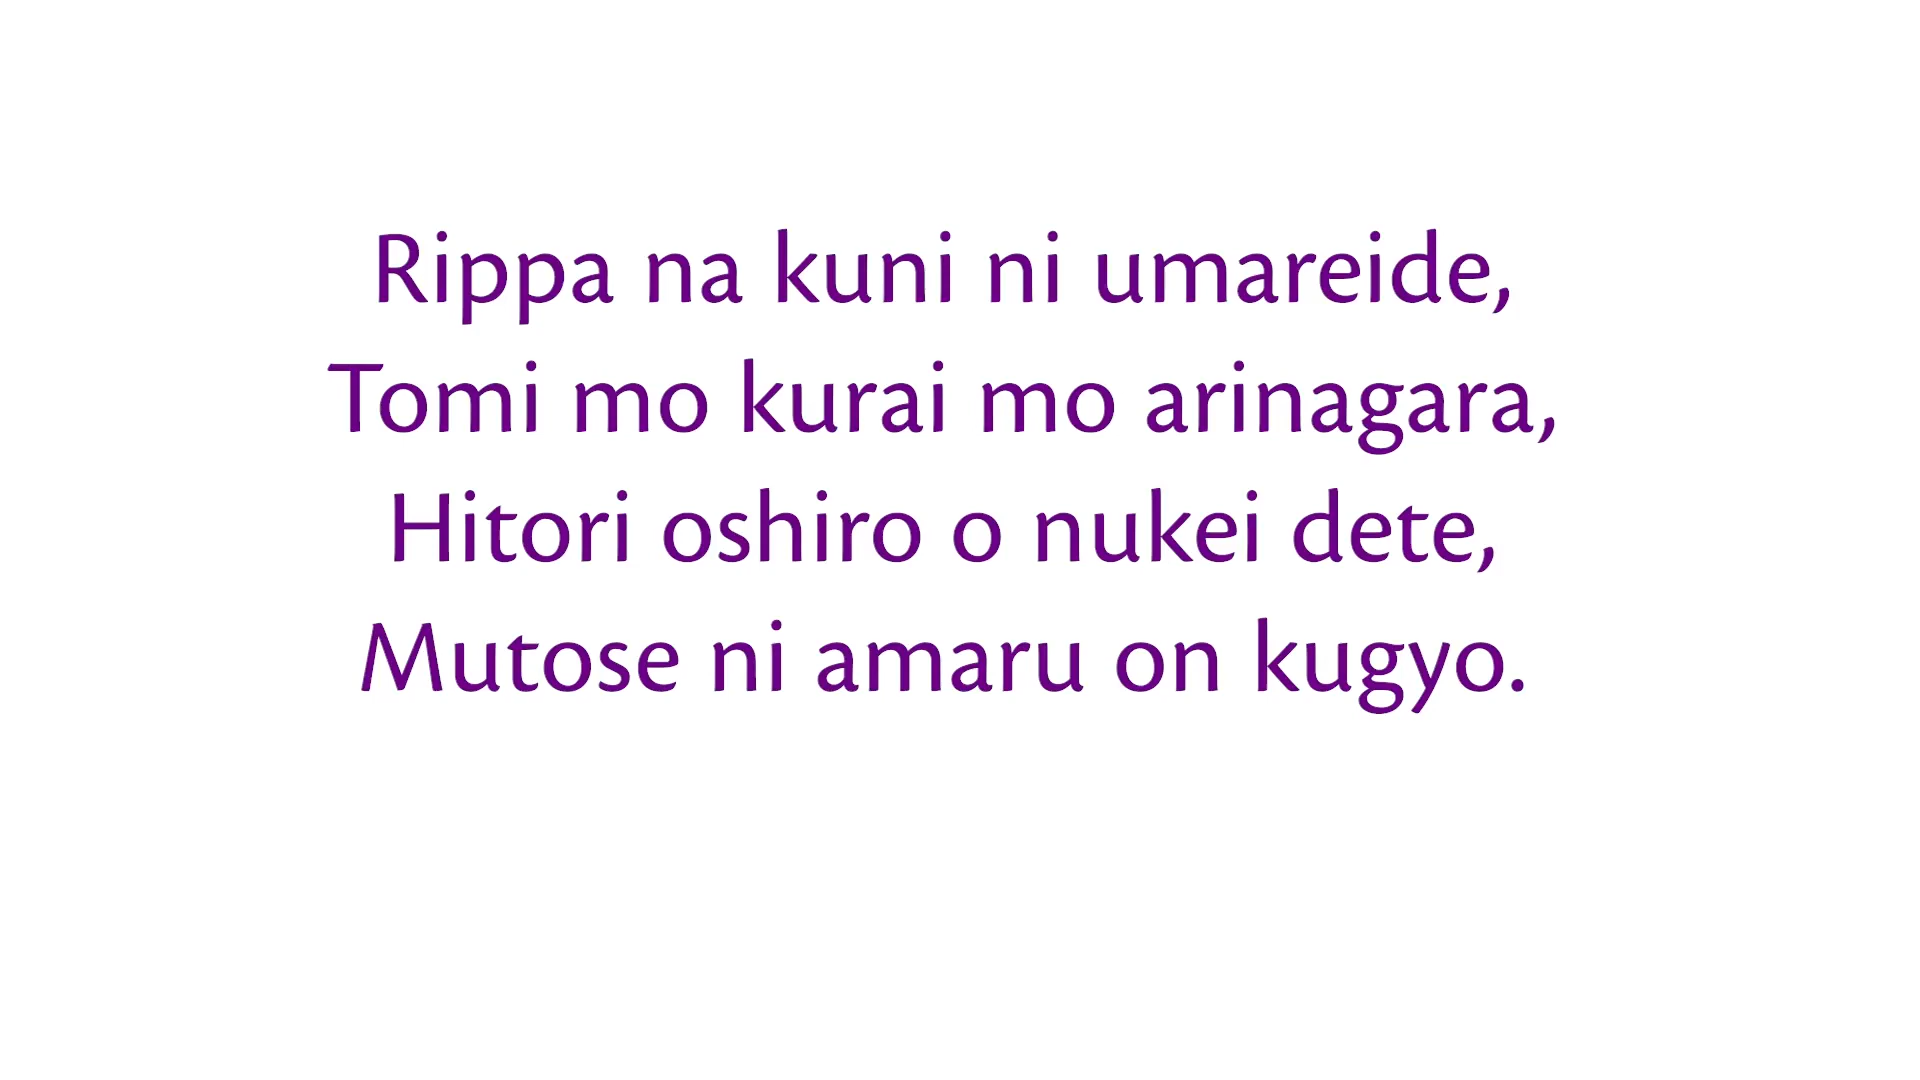 Rippa na kuni ni umareide,
Tomi mo kurai mo arinagara,
Hitori oshiro o nukei dete,
Mutose ni amaru on kugyo.